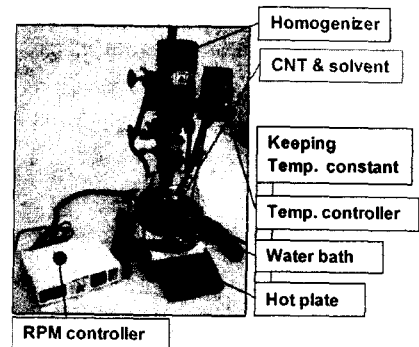 Homogenizer
CNT & solvent
Keeping
Temp. constant
Temp. controller
Water bath
Hot plate
RPM controller